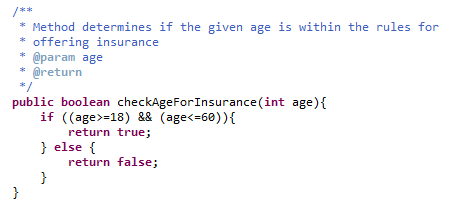 /**
 * Method determines if the given age is within the rules for
 * offering insurance
 * @param age
 * @return
 */
public boolean checkAgeForInsurance(int age){
    if ((age>=18) && (age<=60)){
        return true;
    } else {
        return false;
    }
}